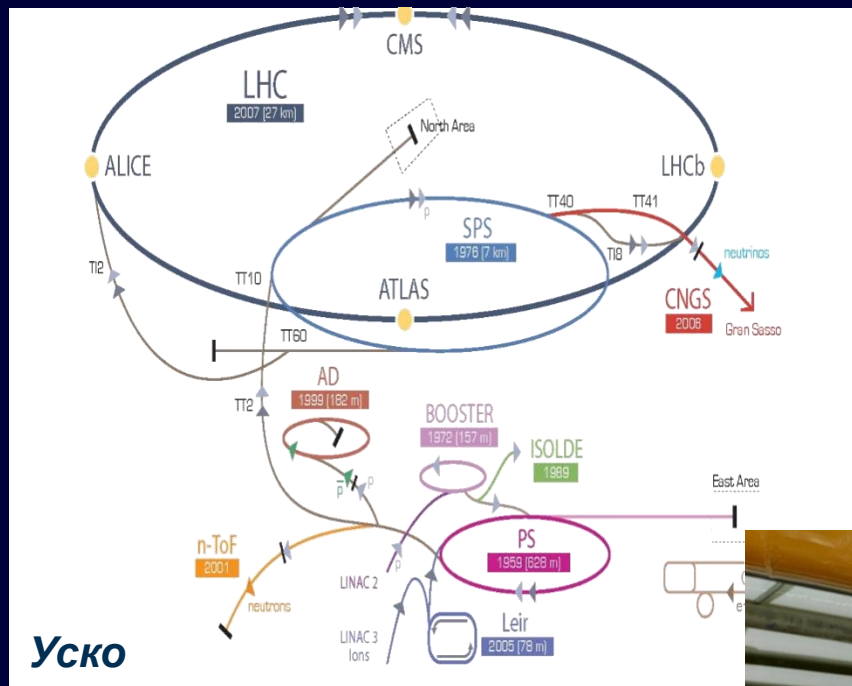 CMS
LHC
2007 (27 km)
North Area
ALICE
LHCb
TT40
TT41
p
SPS
1976 (7 km)
TI8
neutrinos
TI2
TT10
ATLAS
CNGS
2006
Gran Sasso
TT60
AD
1999 (182 m)
TT2
BOOSTER
1972 (157 m)
ISOLDE
1989
East Area
p
p
n-ToF
2001
PS
1959 (628 m)
LINAC 2
p
neutrons
Leir
2005 (78 m)
LINAC 3
Ions
Уско